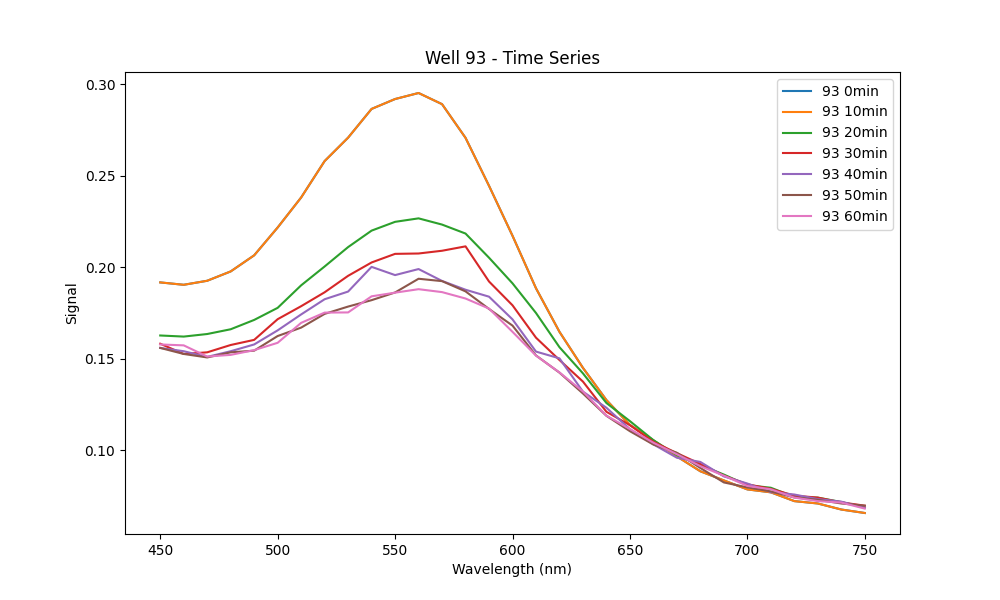 Well 93 - Time Series
93 0min
93 10min
93 20min
93 30min
93 40min
93 50min
93 60min
0.30
0.25
0.20
0.15
0.10
Signal
450 500 550 600 650 700 750
Wavelength (nm)